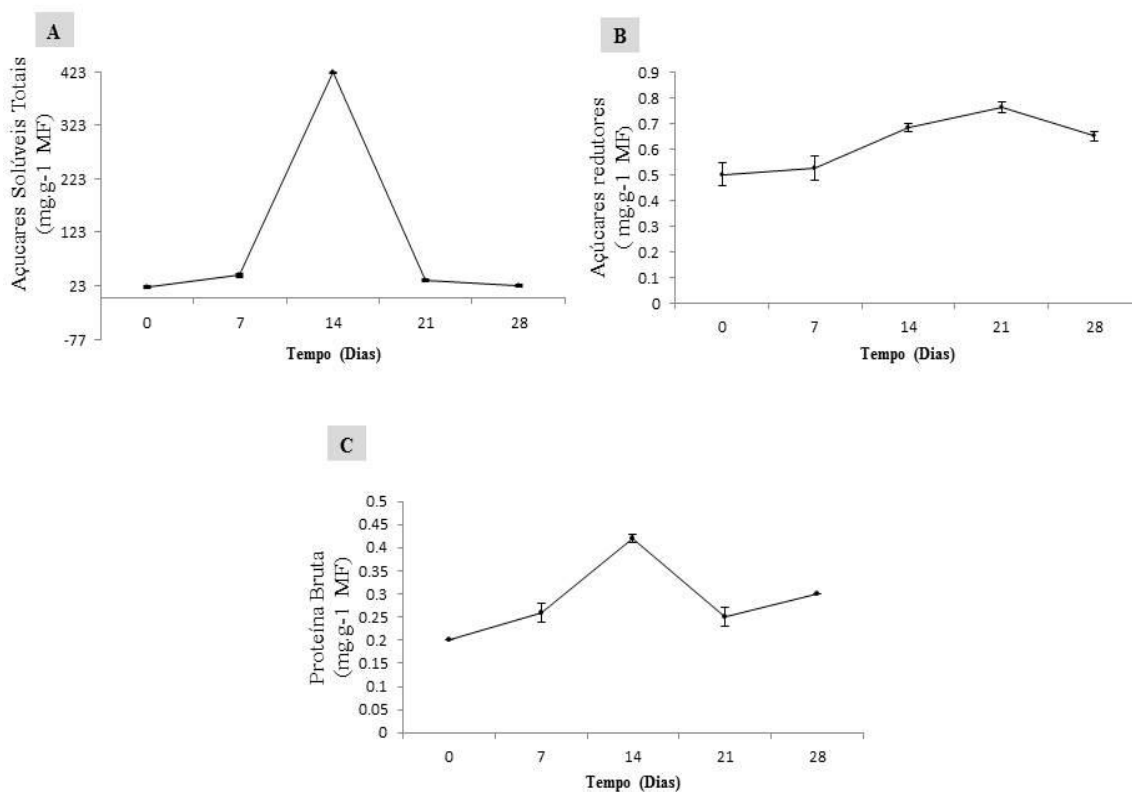 A
Açucares Solúveis Totais
(mg.g-1 MF)
423
323
223
123
23
-77
0 7 14 21 28
Tempo (Dias)
B
Açúcares redutores
( mg.g-1 MF)
0.9
0.8
0.7
0.6
0.5
0.4
0.3
0.2
0.1
0
0 7 14 21 28
Tempo (Dias)
C
Proteína Bruta
(mg.g-1 MF)
0.5
0.45
0.4
0.35
0.3
0.25
0.2
0.15
0.1
0.05
0
0 7 14 21 28
Tempo (Dias)